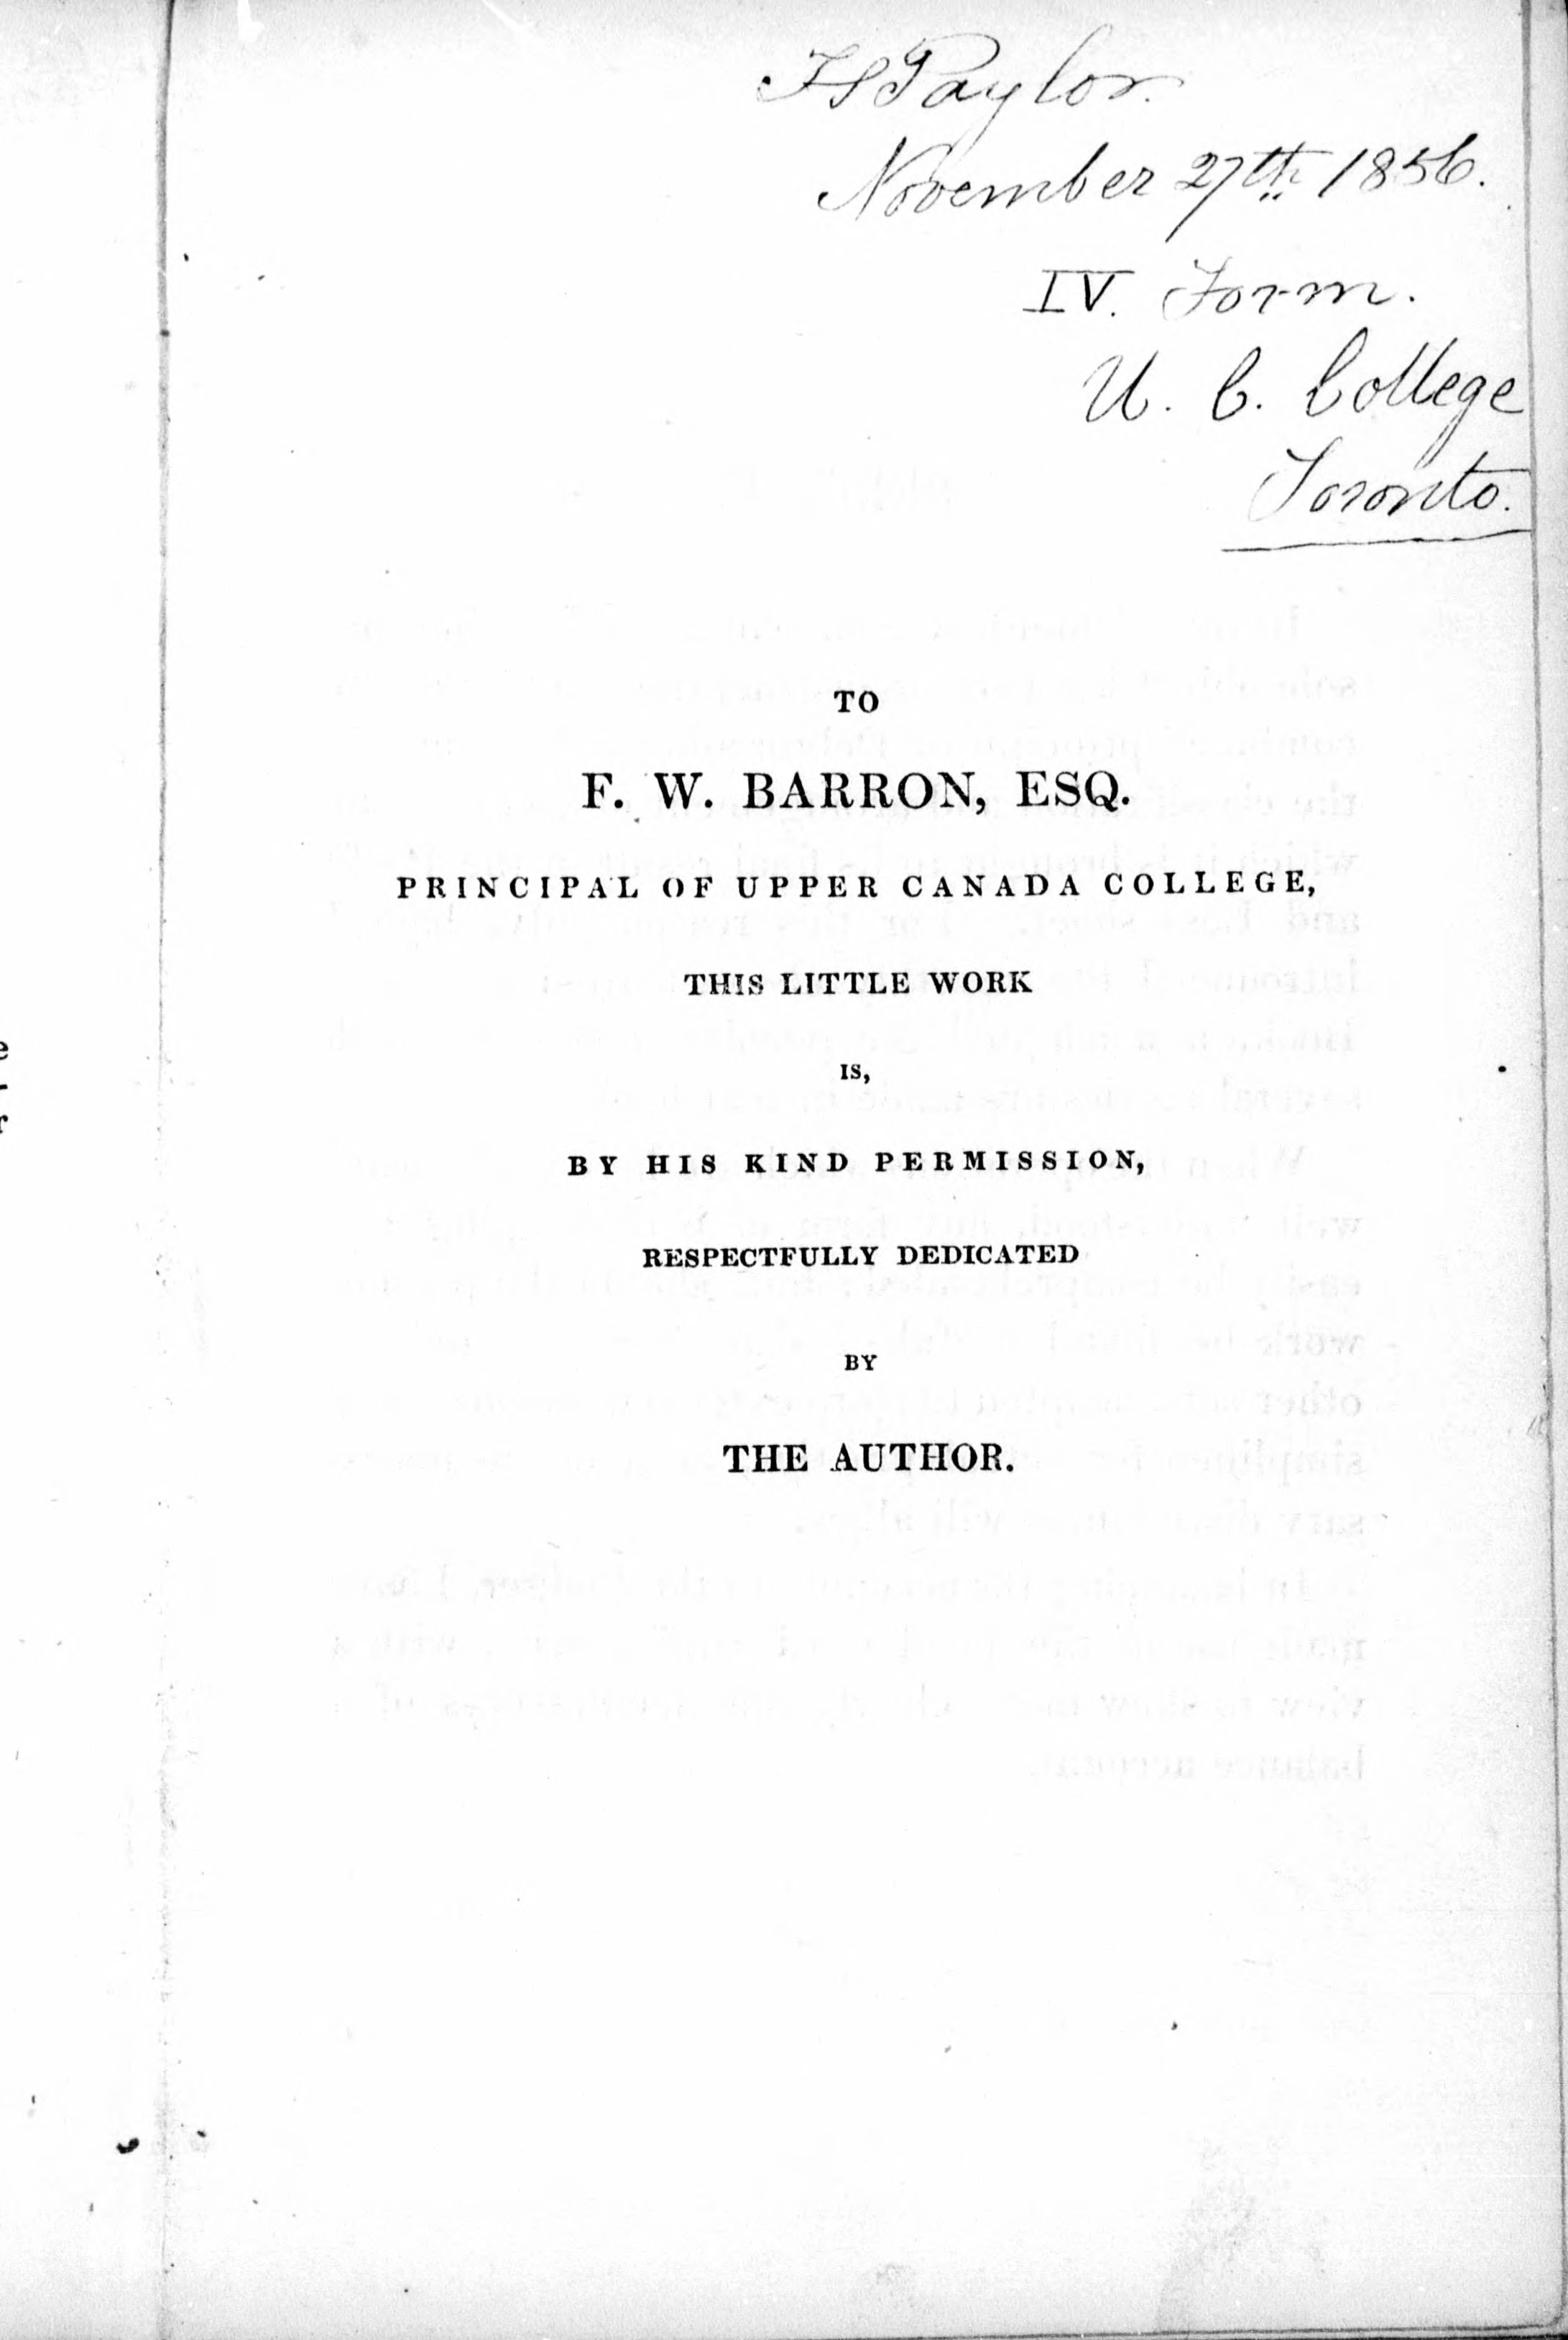 November 27th 1856.
IV. Form.
U. C. College
Toronto.
TO
F. W. BARRON, ESQ.
PRINCIPAL OF UPPER CANADA COLLEGE,
THIS LITTLE WORK
IS,
BY HIS KIND PERMISSION,
RESPECTFULLY DEDICATED
BY
THE AUTHOR.